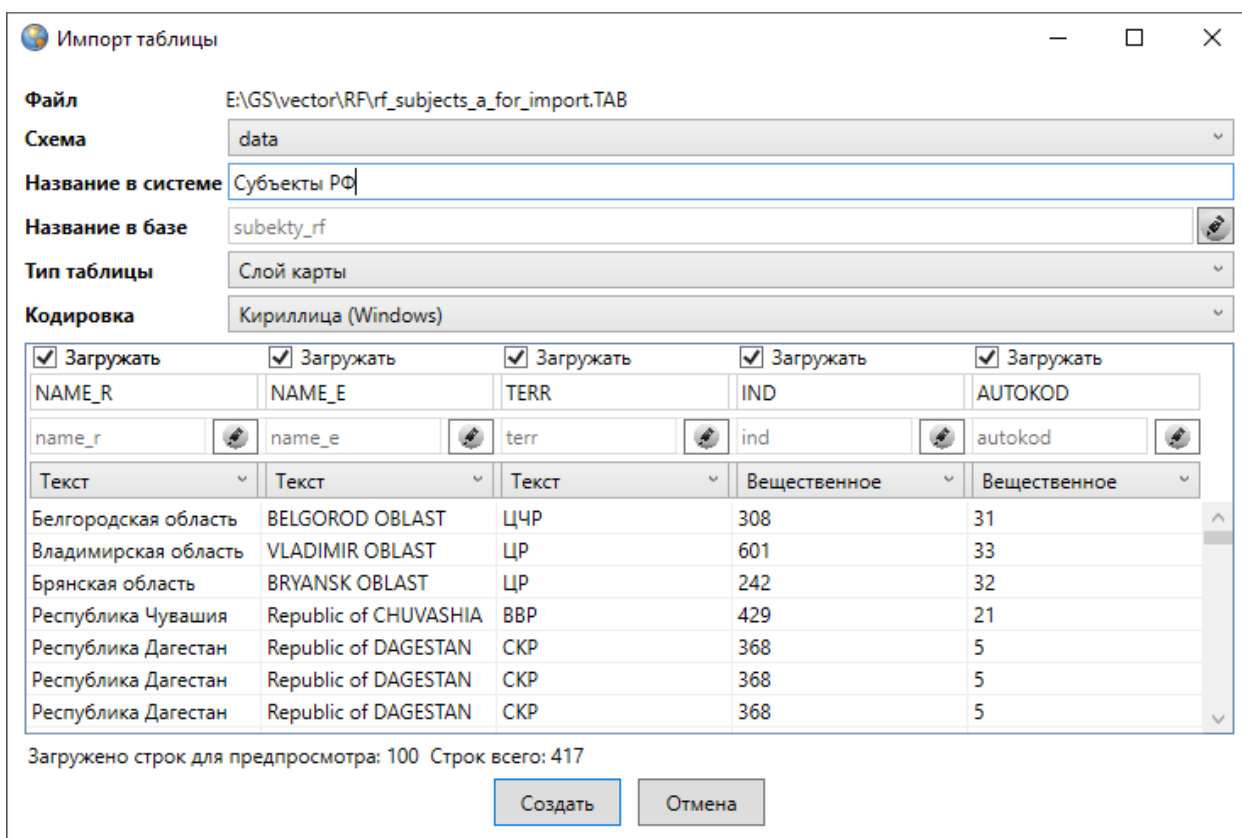 Импорт таблицы
Файл E:\GS\vector\RF\rf_subjects_a_for_import.TAB
Схема data
Название в системе Субъекты РФ
Название в базе subekty_rf
Тип таблицы Слой карты
Кодировка Кириллица (Windows)
Загружать Загружать Загружать Загружать Загружать
NAME_R NAME_E TERR IND AUTOKOD
name_r name_e terr ind autokod
Текст Текст Текст Вещественное Вещественное
Белгородская область BELGOROD OBLAST ЦЧР 308 31
Владимирская область VLADIMIR OBLAST ЦР 601 33
Брянская область BRYANSK OBLAST ЦР 242 32
Республика Чувашия Republic of CHUVASHIA ВВР 429 21
Республика Дагестан Republic of DAGESTAN СКР 368 5
Республика Дагестан Republic of DAGESTAN СКР 368 5
Республика Дагестан Republic of DAGESTAN СКР 368 5
Загружено строк для предпросмотра: 100 Строк всего: 417
Создать Отмена